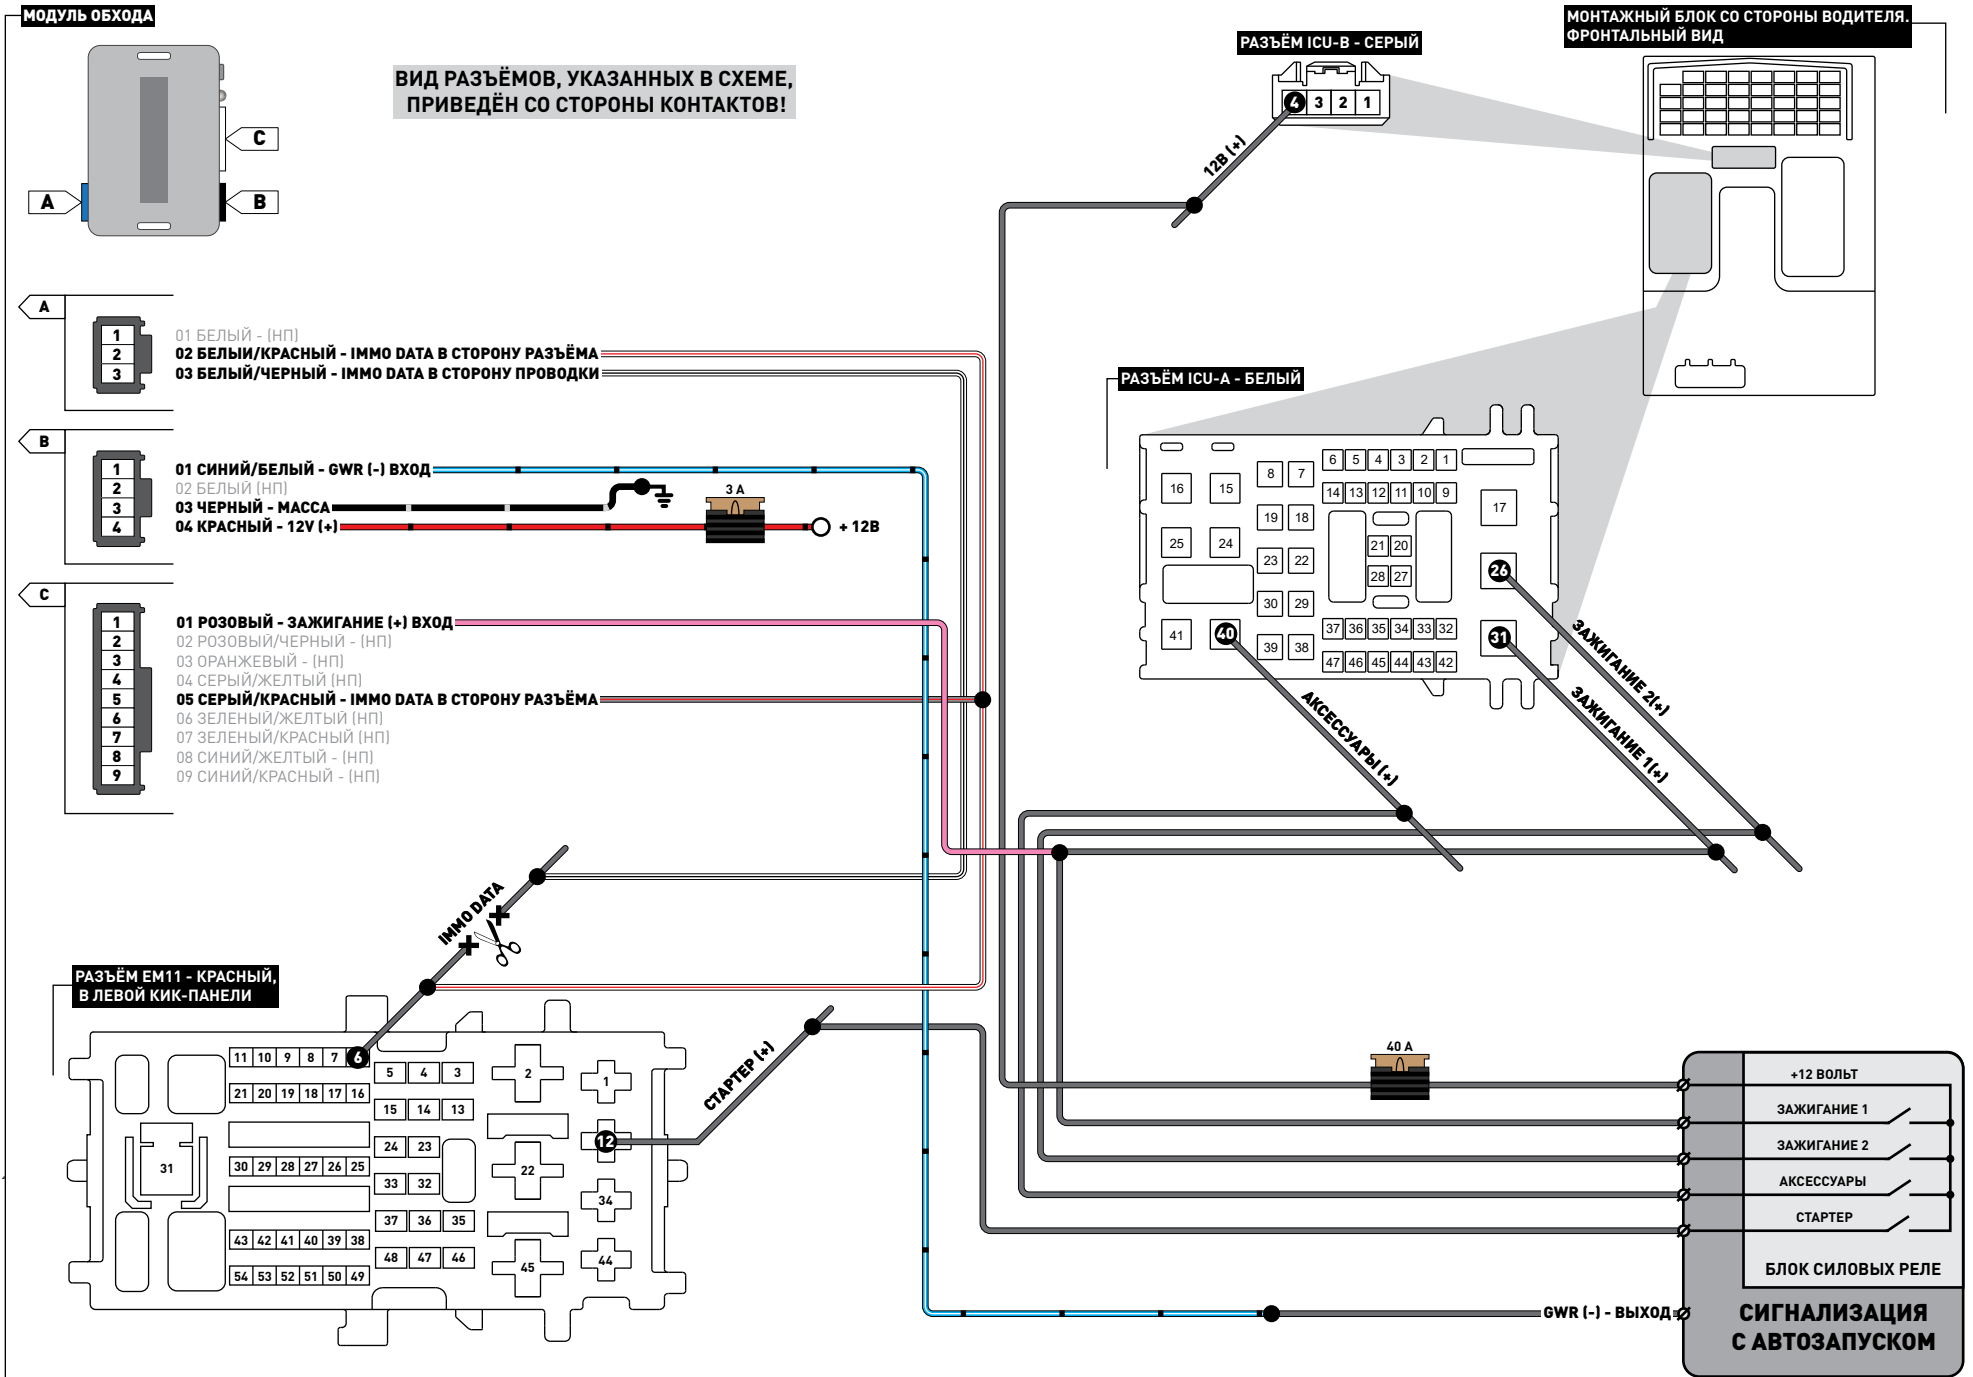 МОДУЛЬ ОБХОДА
A
C
B
ВИД РАЗЪЁМОВ, УКАЗАННЫХ В СХЕМЕ,
ПРИВЕДЁН СО СТОРОНЫ КОНТАКТОВ!
РАЗЪЁМ ICU-B - СЕРЫЙ
4 3 2 1
12В (+)
МОНТАЖНЫЙ БЛОК СО СТОРОНЫ ВОДИТЕЛЯ.
ФРОНТАЛЬНЫЙ ВИД
A
1 01 БЕЛЫЙ - (НП)
2 02 БЕЛЫИ/КРАСНЫЙ - IMMO DATA В СТОРОНУ РАЗЪЁМА
3 03 БЕЛЫЙ/ЧЕРНЫЙ - IMMO DATA В СТОРОНУ ПРОВОДКИ
B
1 01 СИНИЙ/БЕЛЫЙ - GWR (-) ВХОД
2 02 БЕЛЫЙ (НП)
3 03 ЧЕРНЫЙ - МАССА
4 04 КРАСНЫЙ - 12V (+)
3 А
+ 12В
C
1 01 РОЗОВЫЙ - ЗАЖИГАНИЕ (+) ВХОД
2 02 РОЗОВЫЙ/ЧЕРНЫЙ - (НП)
3 03 ОРАНЖЕВЫЙ - (НП)
4 04 СЕРЫЙ/ЖЕЛТЫЙ (НП)
5 05 СЕРЫЙ/КРАСНЫЙ - IMMO DATA В СТОРОНУ РАЗЪЁМА
6 06 ЗЕЛЕНЫЙ/ЖЕЛТЫЙ (НП)
7 07 ЗЕЛЕНЫЙ/КРАСНЫЙ (НП)
8 08 СИНИЙ/ЖЕЛТЫЙ - (НП)
9 09 СИНИЙ/КРАСНЫЙ - (НП)
РАЗЪЁМ ICU-A - БЕЛЫЙ
6 5 4 3 2 1
8 7
16 15
14 13 12 11 10 9
17
19 18
25 24
21 20
23 22
28 27
26
30 29
41 40
37 36 35 34 33 32
31
39 38
47 46 45 44 43 42
ЗАЖИГАНИЕ 2(+)
ЗАЖИГАНИЕ 1(+)
АКСЕССУАРЫ (+)
IMMO DATA
РАЗЪЁМ EM11 - КРАСНЫЙ,
В ЛЕВОЙ КИК-ПАНЕЛИ
11 10 9 8 7 6
5 4 3
2
1
21 20 19 18 17 16
15 14 13
12
24 23
31
30 29 28 27 26 25
22
33 32
34
37 36 35
43 42 41 40 39 38
48 47 46
44
45
54 53 52 51 50 49
СТАРТЕР (+)
40 А
+12 ВОЛЬТ
ЗАЖИГАНИЕ 1
ЗАЖИГАНИЕ 2
АКСЕССУАРЫ
СТАРТЕР
БЛОК СИЛОВЫХ РЕЛЕ
GWR (-) - ВЫХОД
СИГНАЛИЗАЦИЯ
С АВТОЗАПУСКОМ